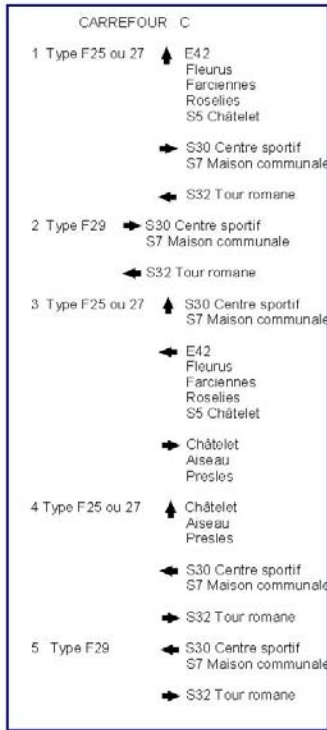 CARREFOUR C
1 Type F25 ou 27 E42
Fleurus
Farciennes
Roselies
S5 Châtelet
S30 Centre sportif
S7 Maison communale
S32 Tour romane
2 Type F29 S30 Centre sportif
S7 Maison communale
S32 Tour romane
3 Type F25 ou 27 S30 Centre sportif
S7 Maison communale
E42
Fleurus
Farciennes
Roselies
S5 Châtelet
Châtelet
Aiseau
Presles
4 Type F25 ou 27 Châtelet
Aiseau
Presles
S30 Centre sportif
S7 Maison communale
S32 Tour romane
5 Type F29 S30 Centre sportif
S7 Maison communale
S32 Tour romane